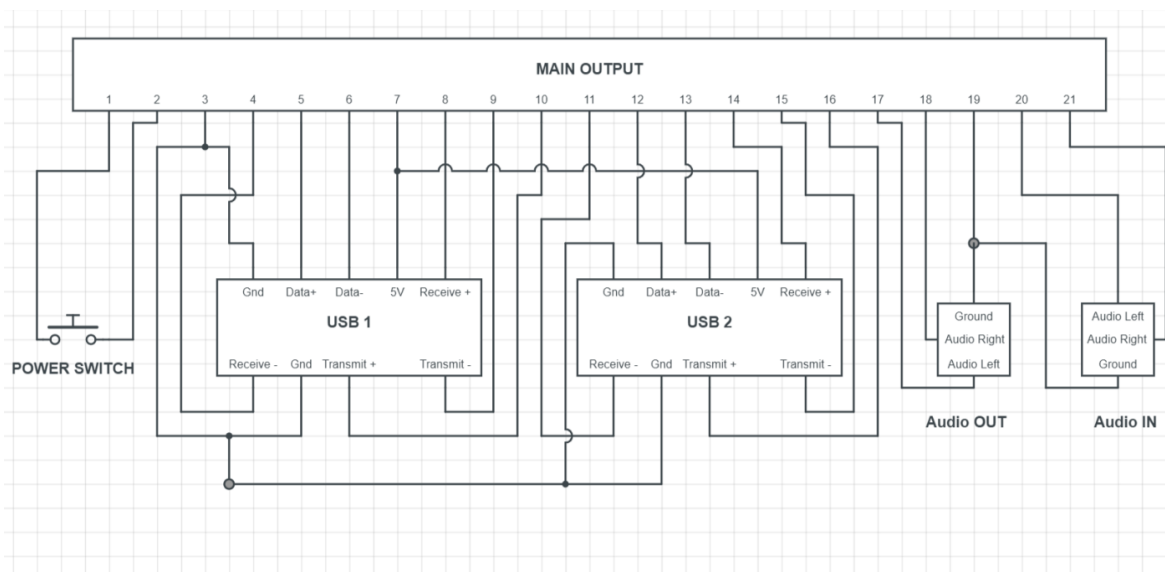 MAIN OUTPUT
1 2 3 4 5 6 7 8 9 10 11 12 13 14 15 16 17 18 19 20 21
Gnd Data+ Data- 5V Receive +
USB 1
Receive - Gnd Transmit + Transmit -
Gnd Data+ Data- 5V Receive +
USB 2
Receive - Gnd Transmit + Transmit -
POWER SWITCH
Ground
Audio Right
Audio Left
Audio OUT
Audio Left
Audio Right
Ground
Audio IN